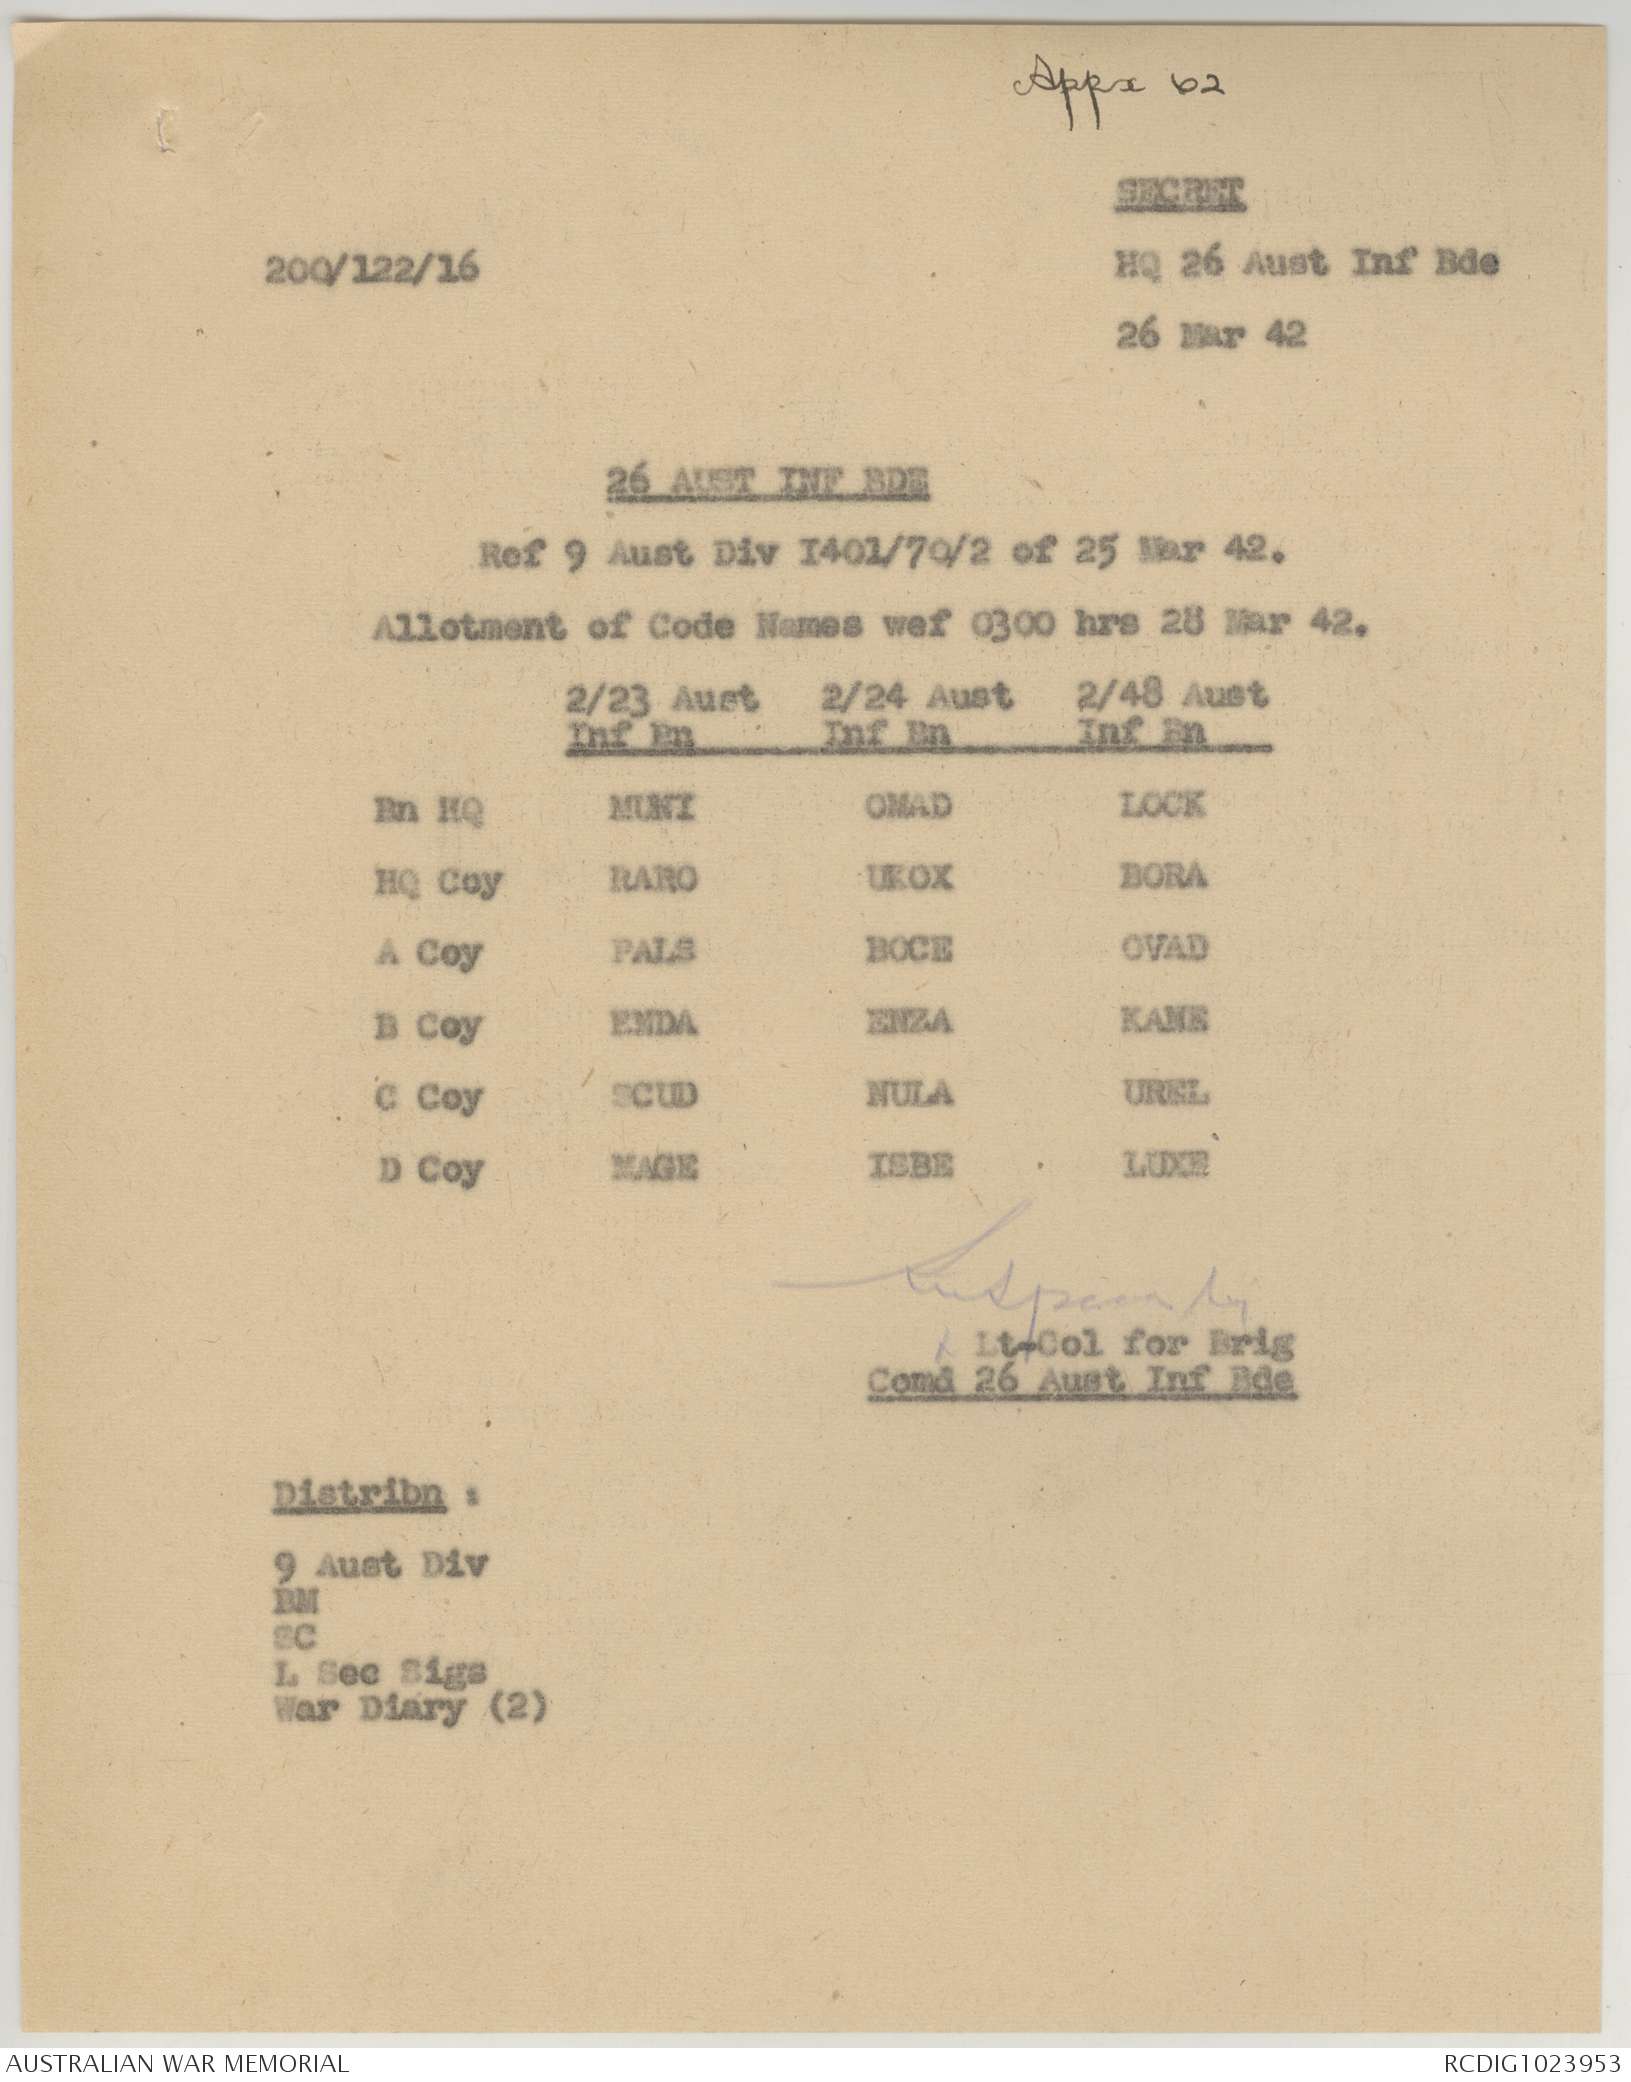 Appx 62
SECRET
200/122/16
HQ 26 Aust Inf Bde
26 Mar 42
26 AUST INF BDE
Ref 9 Aust Div I401/70/2 of 25 Mar 42.
Allotment of Code Names wef 0300 hrs 28 Mar 42.
2/23 Aust 2/24 Aust 2/48 Aust
Inf Bn Inf Bn Inf Bn
Bn HQ MUNI OMAD LOCK
HQ Coy RARO UKOX BORA
A Coy PALS BOCE OVAD
B Coy ENDA ENZA KAME
C Coy SCUD NULA UREL
D Coy MAGE ISBE LUXE
Lt-Col for Brig
Comd 26 Aust Inf Bde
Distribn :
9 Aust Div
BM
SC
L Sec Sigs
War Diary (2)
AUSTRALIAN WAR MEMORIAL
RCDIG1023953